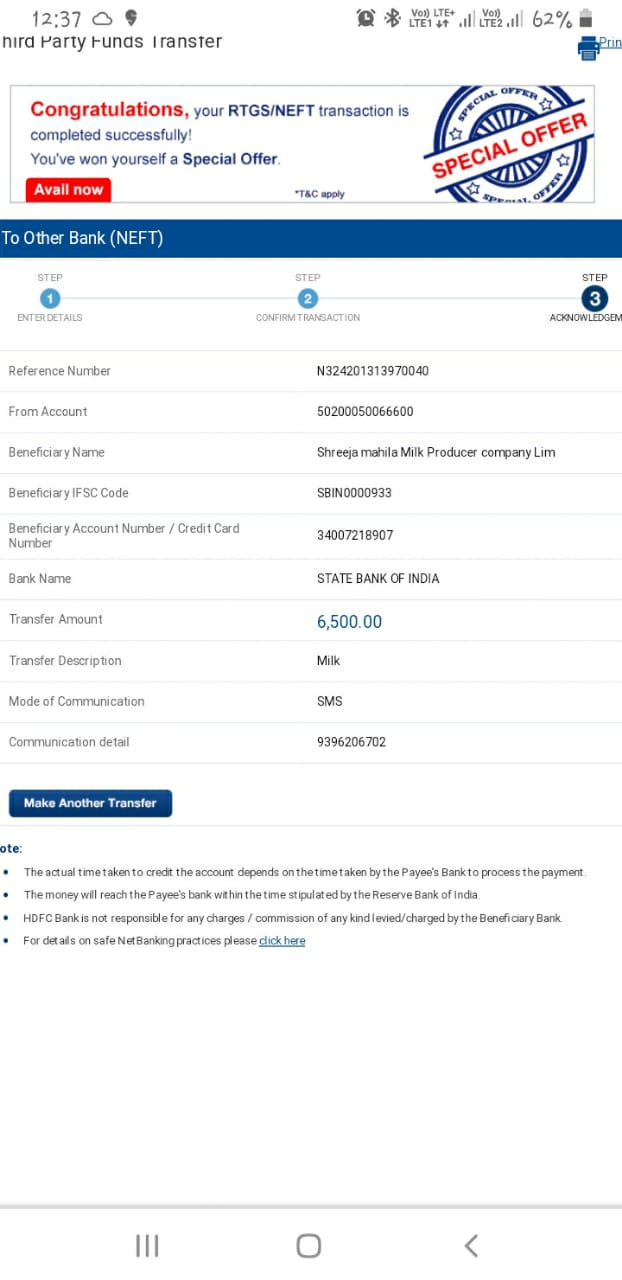 12:37
Vo)) LTE+ Vo))
LTE1 LTE2 62%
hird Party Funds Transfer
Prin
Congratulations, your RTGS/NEFT transaction is
completed successfully!
You've won yourself a Special Offer.
Avail now
*T&C apply
SPECIAL OFFER
SPECIAL OFFER
SPECIAL OFFER
To Other Bank (NEFT)
STEP STEP STEP
1 2 3
ENTER DETAILS CONFIRM TRANSACTION ACKNOWLEDGEM
Reference Number N324201313970040
From Account 50200050066600
Beneficiary Name Shreeja mahila Milk Producer company Lim
Beneficiary IFSC Code SBIN0000933
Beneficiary Account Number / Credit Card
Number 34007218907
Bank Name STATE BANK OF INDIA
Transfer Amount 6,500.00
Transfer Description Milk
Mode of Communication SMS
Communication detail 9396206702
Make Another Transfer
ote:
• The actual time taken to credit the account depends on the time taken by the Payee's Bank to process the payment.
• The money will reach the Payee's bank within the time stipulated by the Reserve Bank of India.
• HDFC Bank is not responsible for any charges / commission of any kind levied/charged by the Beneficiary Bank.
• For details on safe NetBanking practices please click here